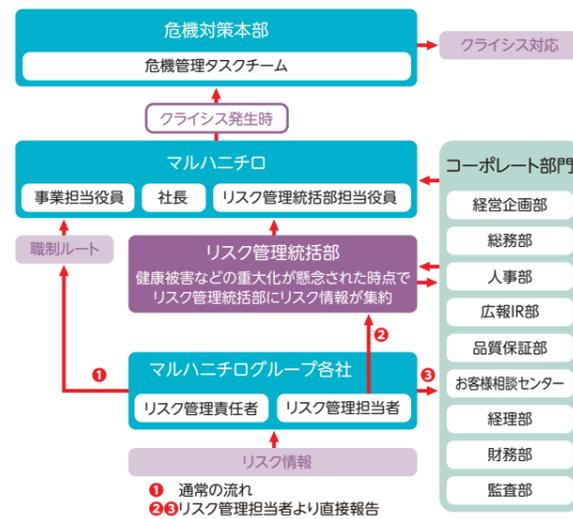 危機対策本部
危機管理タスクチーム
クライシス対応
クライシス発生時
マルハニチロ
事業担当役員
社長
リスク管理統括部担当役員
職制ルート
リスク管理統括部
健康被害などの重大化が懸念された時点で
リスク管理統括部にリスク情報が集約
❶
❷
❸
マルハニチログループ各社
リスク管理責任者
リスク管理担当者
リスク情報
❶ 通常の流れ
❷❸リスク管理担当者より直接報告
コーポレート部門
経営企画部
総務部
人事部
広報IR部
品質保証部
お客様相談センター
経理部
財務部
監査部